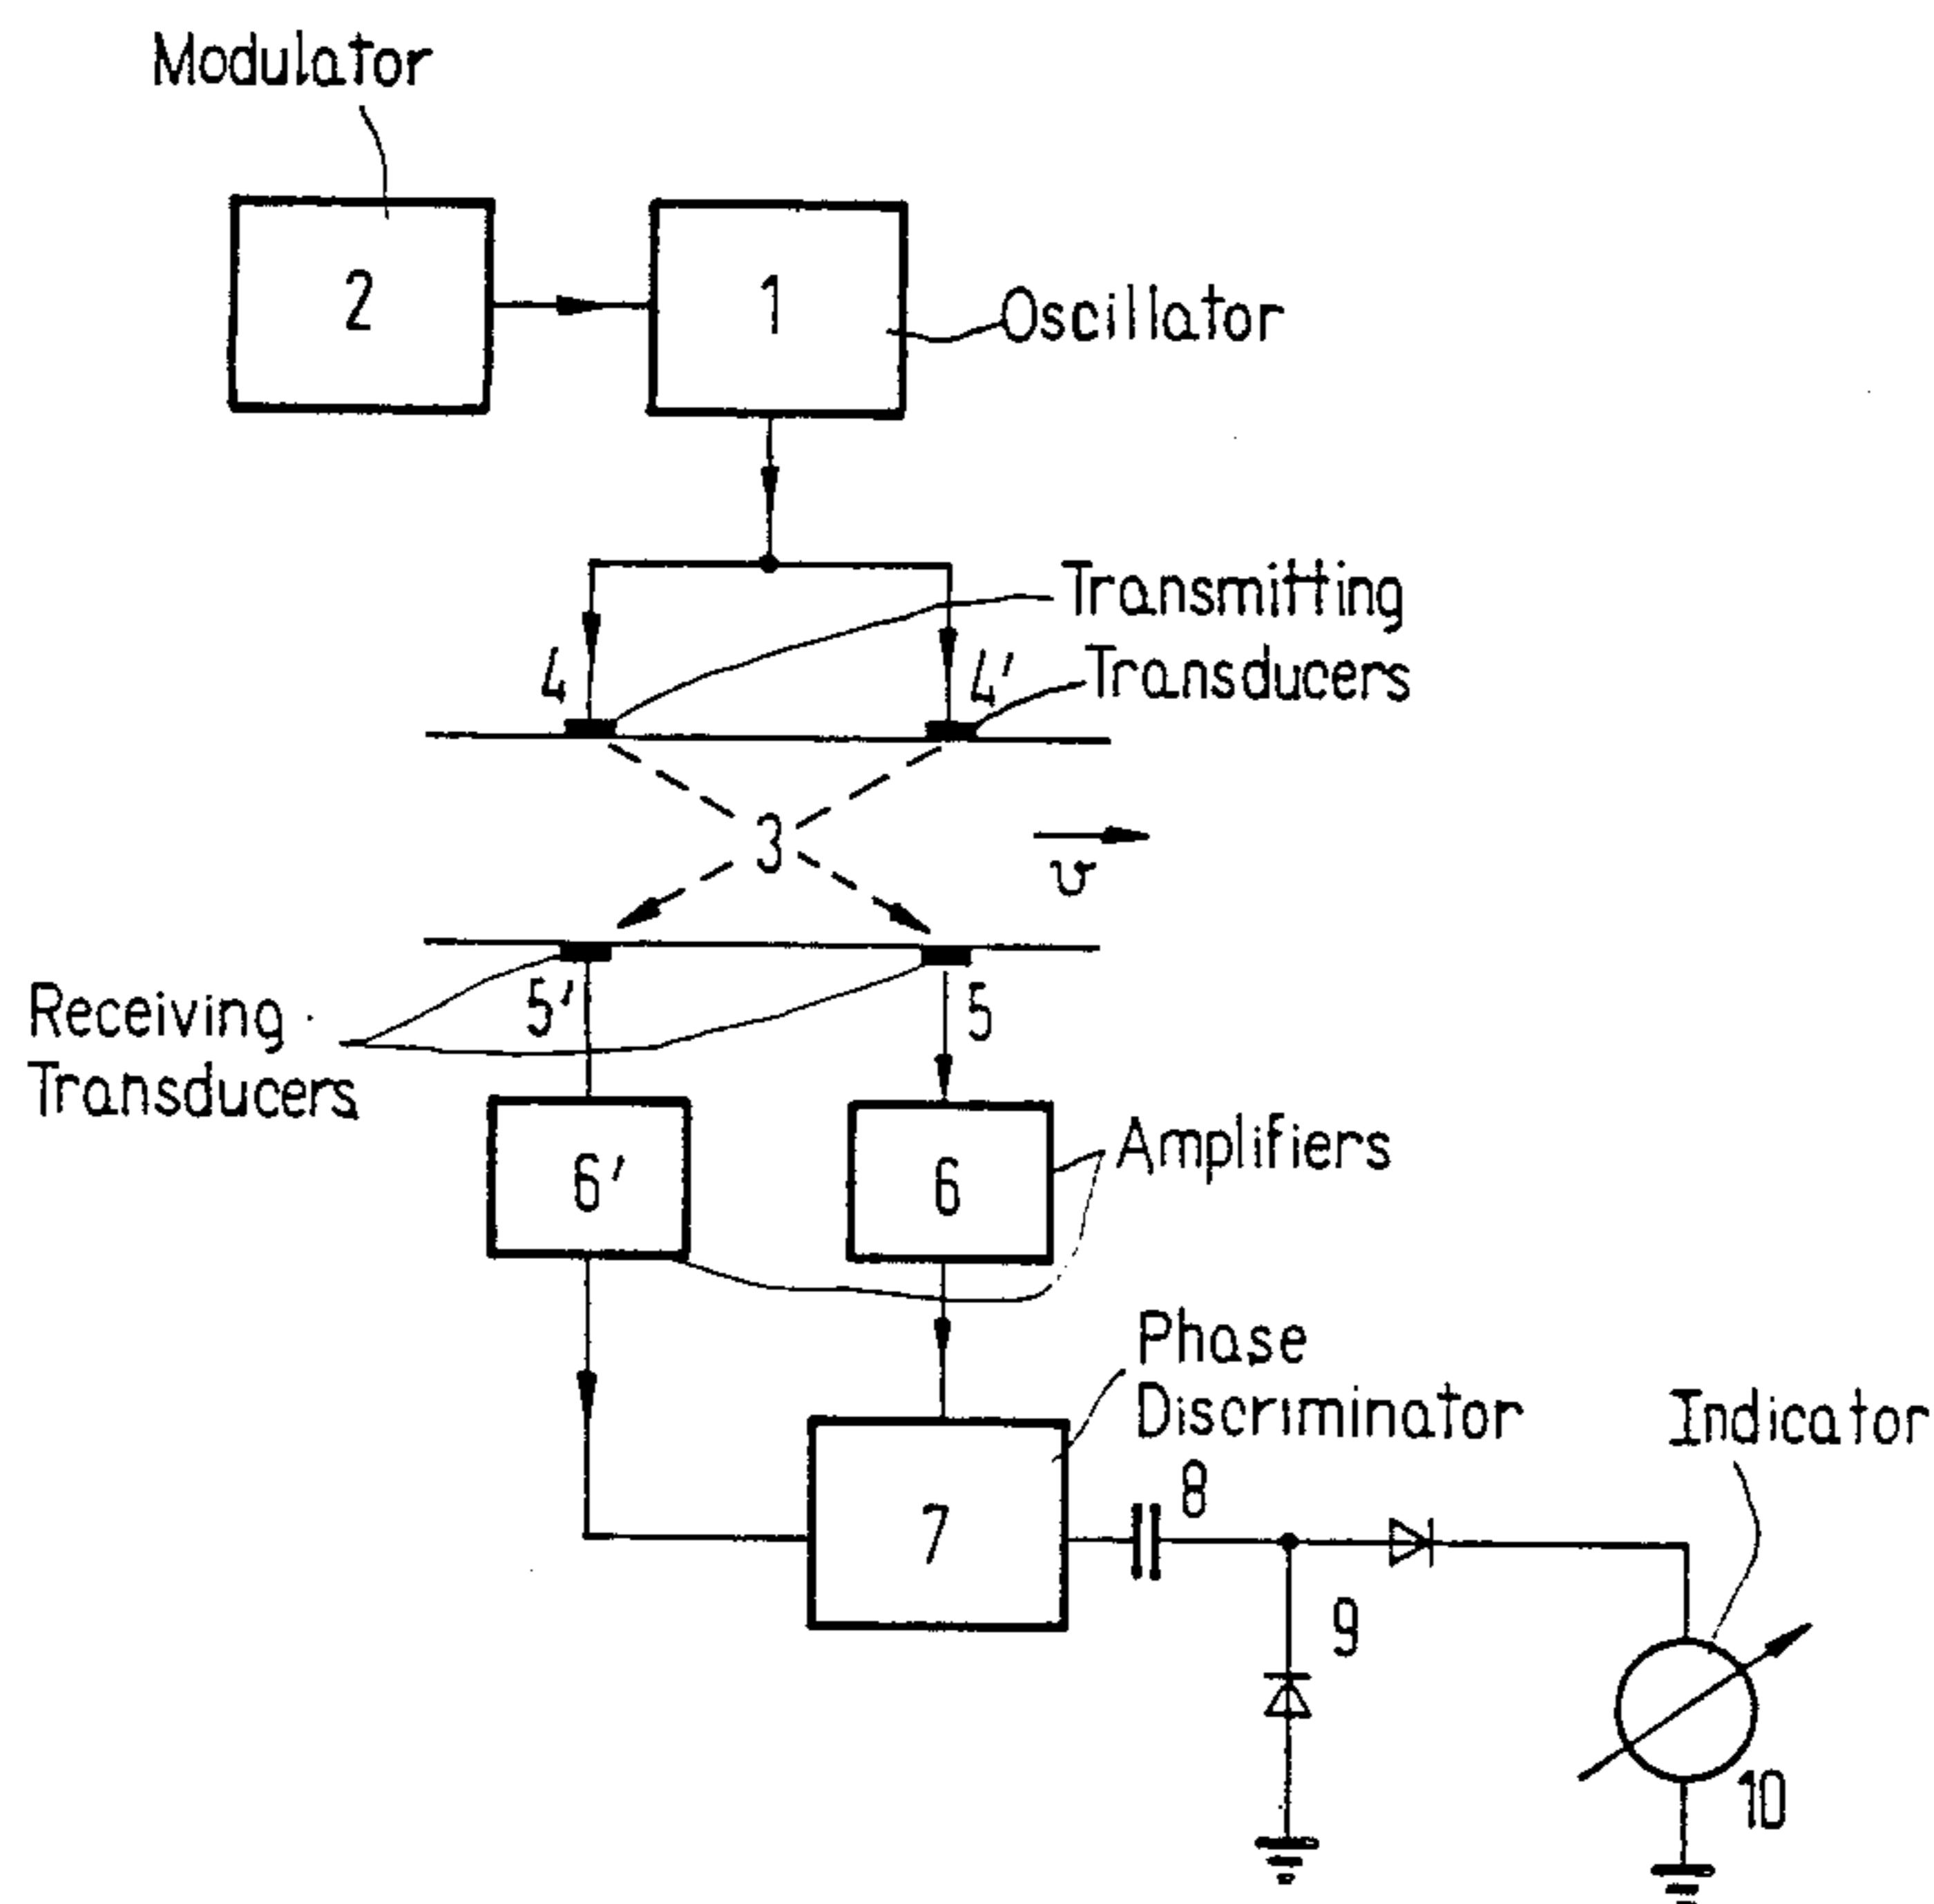 Modulator
2
1
Oscillator
Transmitting
4
4'
Transducers
3
v
Receiving
5'
5
Transducers
6'
6
Amplifiers
Phase
Discriminator
Indicator
8
7
9
10